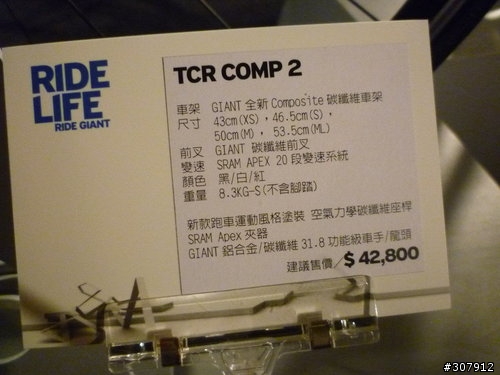 RIDE
LIFE
RIDE GIANT
TCR COMP 2
車架 GIANT 全新 Composite 碳纖維車架
尺寸 43cm(XS), 46.5cm(S),
50cm(M), 53.5cm(ML)
前叉 GIANT 碳纖維前叉
變速 SRAM APEX 20 段變速系統
顏色 黑/白/紅
重量 8.3KG-S(不含腳踏)
新款跑車運動風格塗裝 空氣力學碳纖維座桿
SRAM Apex 夾器
GIANT 鋁合金/碳纖維 31.8 功能級車手/龍頭
建議售價/$ 42,800
#307912